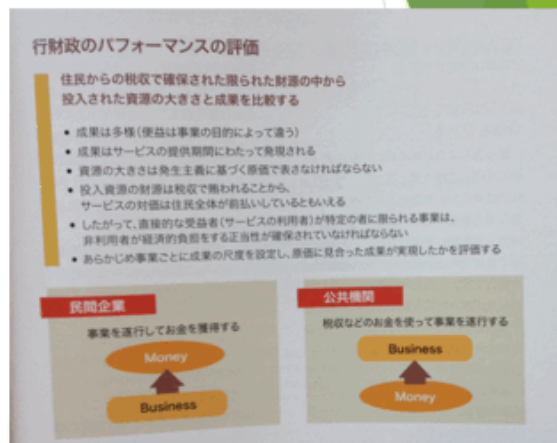 行財政のパフォーマンスの評価
住民からの税収で確保された限られた財源の中から
投入された資源の大きさと成果を比較する
• 成果は多様（便益は事業の目的によって違う）
• 成果はサービスの提供期間にわたって発現される
• 資源の大きさは発生主義に基づく原価で表さなければならない
• 投入資源の財源は税収で賄われることから、
サービスの対価は住民全体が前払いしているともいえる
• したがって、直接的な受益者（サービスの利用者）が特定の者に限られる事業は、
非利用者が経済的負担をする正当性が確保されていなければならない
• あらかじめ事業ごとに成果の尺度を設定し、原価に見合った成果が実現したかを評価する
民間企業
事業を遂行してお金を獲得する
Money
Business
公共機関
税収などのお金を使って事業を遂行する
Business
Money